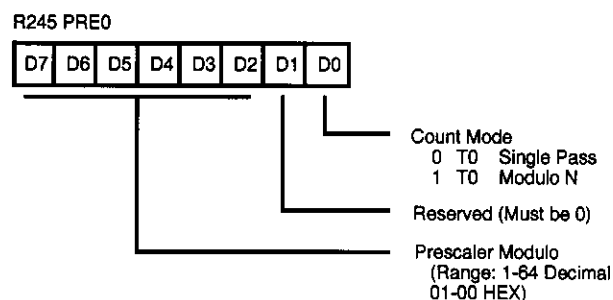 R245 PRE0
D7 D6 D5 D4 D3 D2 D1 D0
Count Mode
0 T0 Single Pass
1 T0 Modulo N
Reserved (Must be 0)
Prescaler Modulo
(Range: 1-64 Decimal
01-00 HEX)